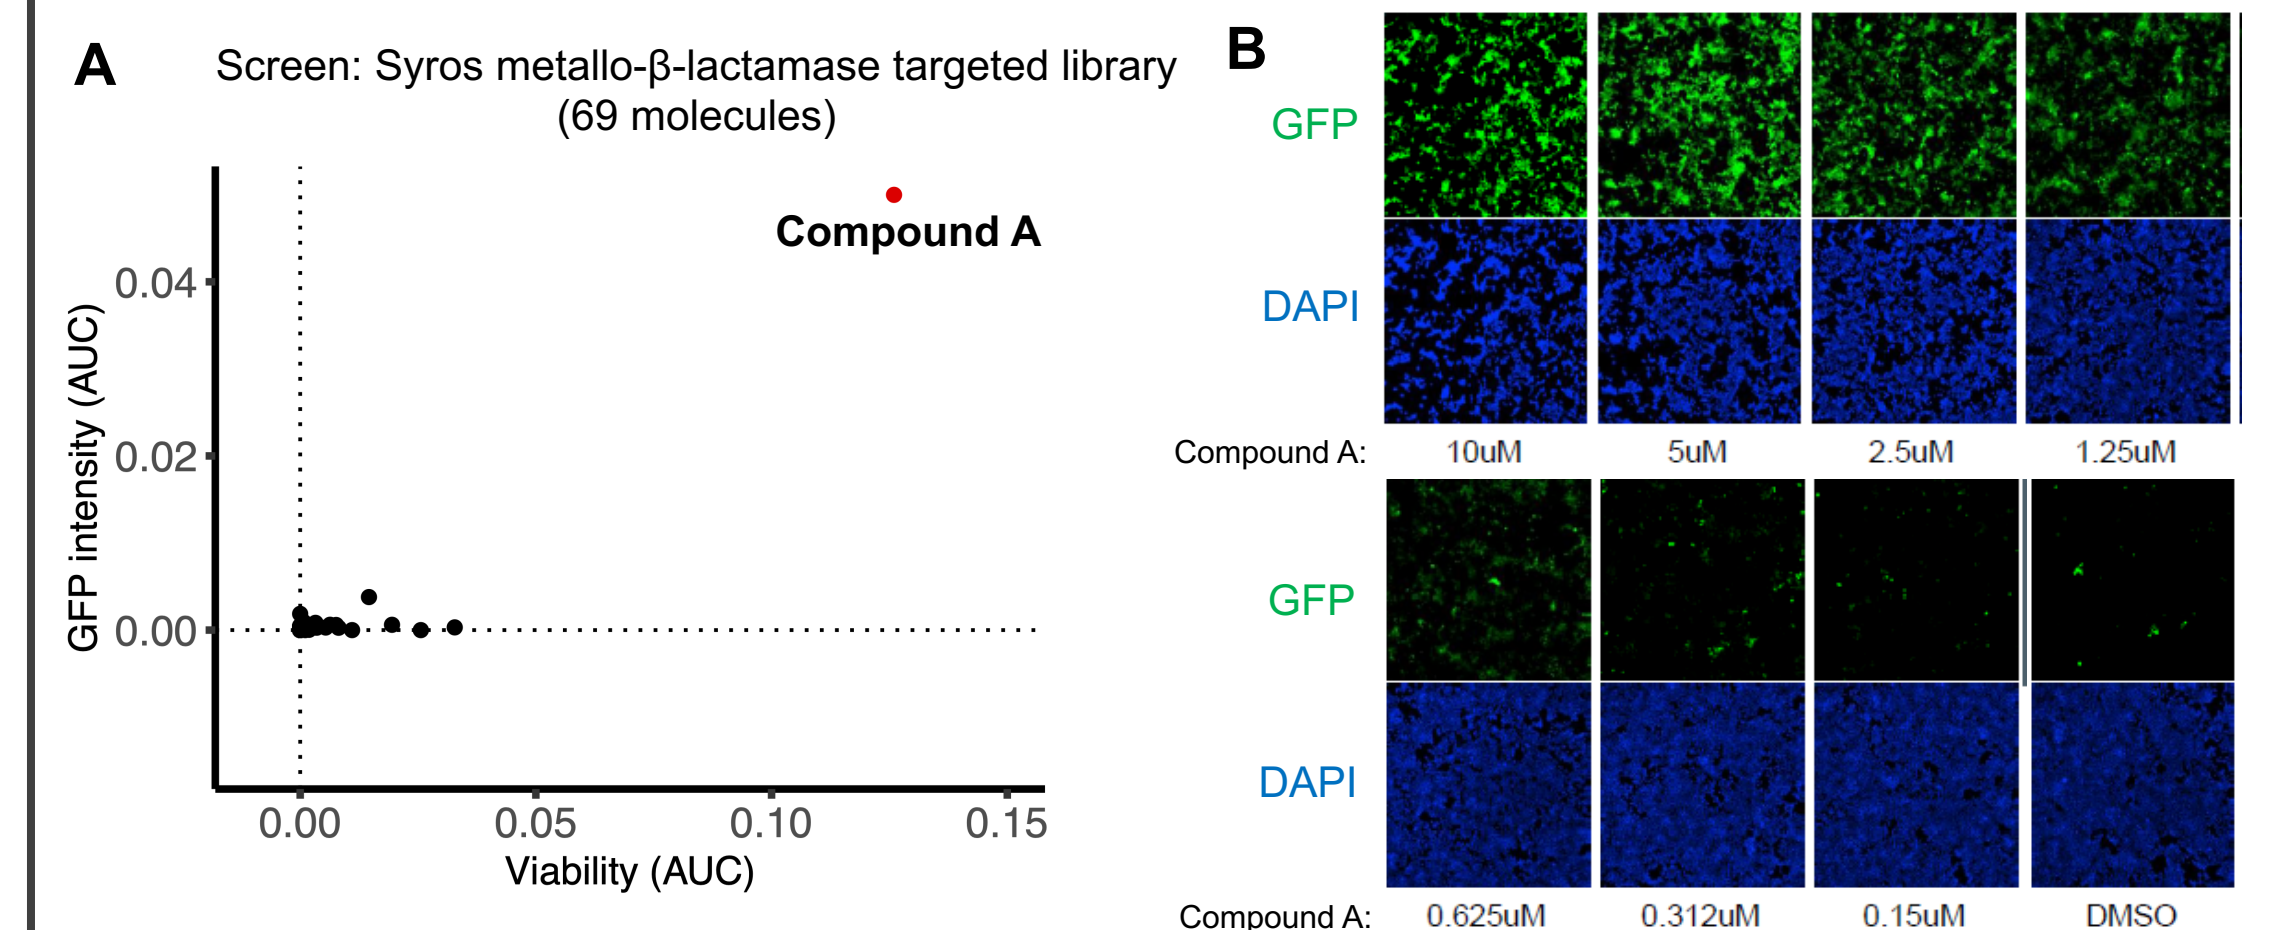 A
Screen: Syros metallo-β-lactamase targeted library
(69 molecules)
Compound A
GFP intensity (AUC)
0.04
0.02
0.00
0.00
0.05
0.10
0.15
Viability (AUC)
B
GFP
DAPI
Compound A:
10uM
5uM
2.5uM
1.25uM
GFP
DAPI
Compound A:
0.625uM
0.312uM
0.15uM
DMSO